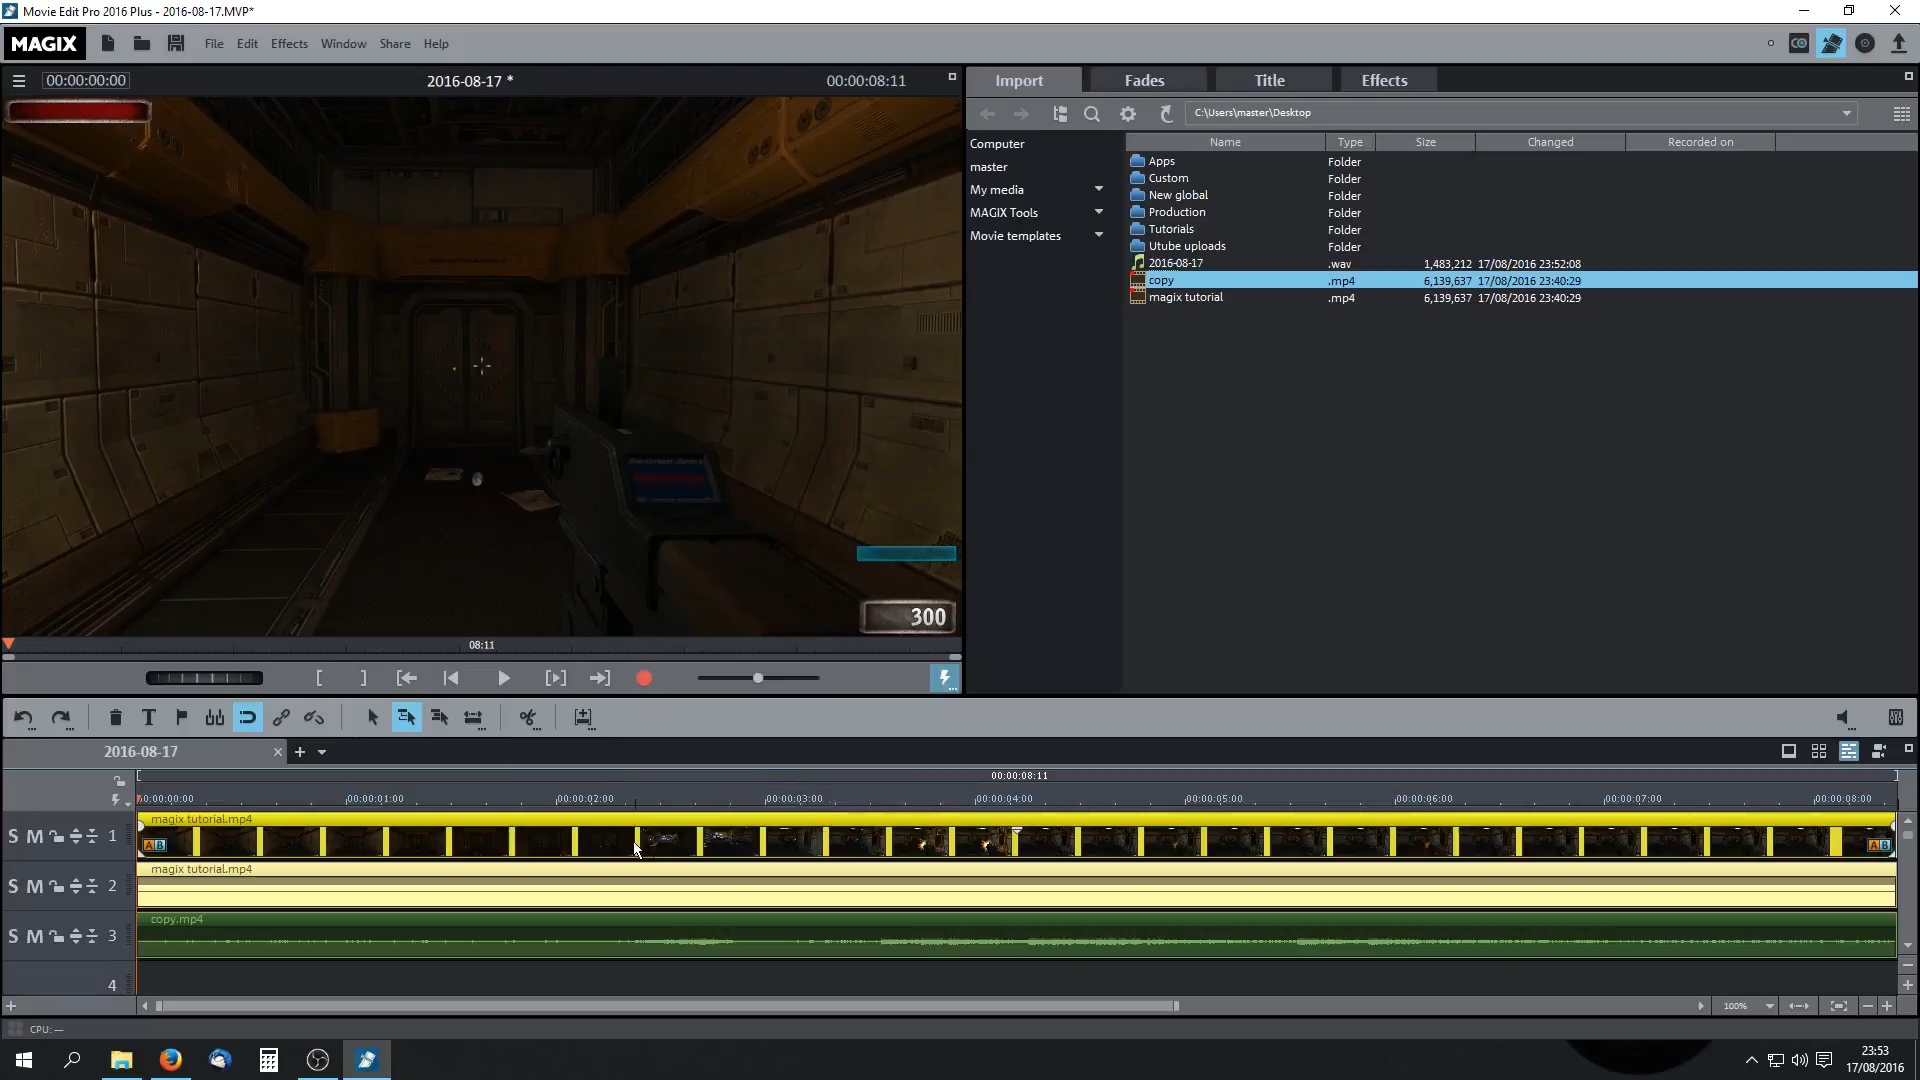 Movie Edit Pro 2016 Plus - 2016-08-17.MVP*
MAGIX
File Edit Effects Window Share Help
00:00:00:00
2016-08-17 *
00:00:08:11
300
08:11
Import Fades Title Effects
C:\Users\master\Desktop
Computer
master
My media
MAGIX Tools
Movie templates
Name Type Size Changed Recorded on
Apps Folder
Custom Folder
New global Folder
Production Folder
Tutorials Folder
Utube uploads Folder
2016-08-17 .wav 1,483,212 17/08/2016 23:52:08
copy .mp4 6,139,637 17/08/2016 23:40:29
magix tutorial .mp4 6,139,637 17/08/2016 23:40:29
2016-08-17
00:00:08:11
00:00:00:00 00:00:01:00 00:00:02:00 00:00:03:00 00:00:04:00 00:00:05:00 00:00:06:00 00:00:07:00 00:00:08:00
magix tutorial.mp4
S M 1
A B
A B
magix tutorial.mp4
S M 2
copy.mp4
S M 3
4
100%
CPU: —
23:53
17/08/2016